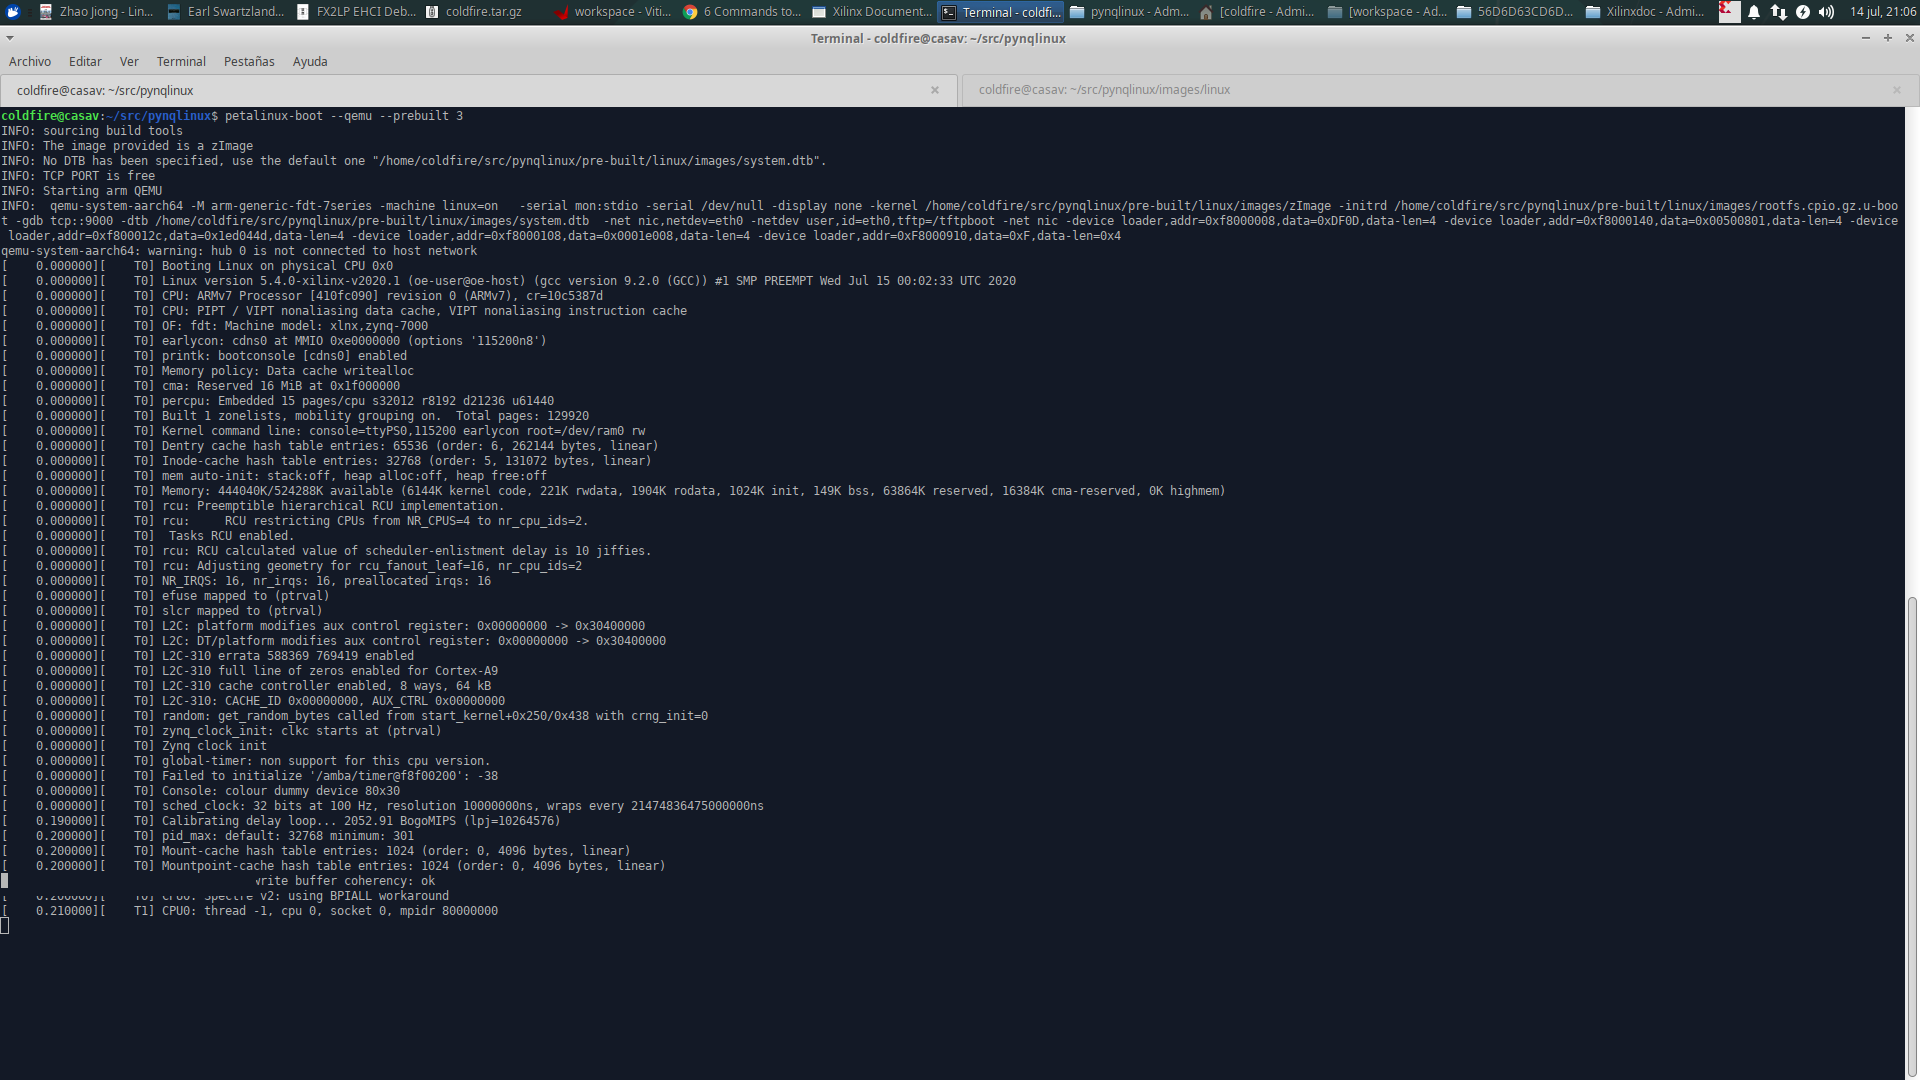 Zhao Jiong - Lin... Earl Swartzland... FX2LP EHCI Deb... coldfire.tar.gz workspace - Viti... 6 Commands to... Xilinx Document... Terminal - coldfi... pynqlinux - Adm... [coldfire - Admi... [workspace - Ad... 56D6D63CD6D... Xilinxdoc - Admi... 14 jul, 21:06
Terminal - coldfire@casav: ~/src/pynqlinux
Archivo Editar Ver Terminal Pestañas Ayuda
coldfire@casav: ~/src/pynqlinux coldfire@casav: ~/src/pynqlinux/images/linux
coldfire@casav:~/src/pynqlinux$ petalinux-boot --qemu --prebuilt 3
INFO: sourcing build tools
INFO: The image provided is a zImage
INFO: No DTB has been specified, use the default one "/home/coldfire/src/pynqlinux/pre-built/linux/images/system.dtb".
INFO: TCP PORT is free
INFO: Starting arm QEMU
INFO:  qemu-system-aarch64 -M arm-generic-fdt-7series -machine linux=on   -serial mon:stdio -serial /dev/null -display none -kernel /home/coldfire/src/pynqlinux/pre-built/linux/images/zImage -initrd /home/coldfire/src/pynqlinux/pre-built/linux/images/rootfs.cpio.gz.u-boo
t -gdb tcp::9000 -dtb /home/coldfire/src/pynqlinux/pre-built/linux/images/system.dtb  -net nic,netdev=eth0 -netdev user,id=eth0,tftp=/tftpboot -net nic -device loader,addr=0xf8000008,data=0xDF0D,data-len=4 -device loader,addr=0xf8000140,data=0x00500801,data-len=4 -device
 loader,addr=0xf800012c,data=0x1ed044d,data-len=4 -device loader,addr=0xf8000108,data=0x0001e008,data-len=4 -device loader,addr=0xF8000910,data=0xF,data-len=0x4
qemu-system-aarch64: warning: hub 0 is not connected to host network
[    0.000000][    T0] Booting Linux on physical CPU 0x0
[    0.000000][    T0] Linux version 5.4.0-xilinx-v2020.1 (oe-user@oe-host) (gcc version 9.2.0 (GCC)) #1 SMP PREEMPT Wed Jul 15 00:02:33 UTC 2020
[    0.000000][    T0] CPU: ARMv7 Processor [410fc090] revision 0 (ARMv7), cr=10c5387d
[    0.000000][    T0] CPU: PIPT / VIPT nonaliasing data cache, VIPT nonaliasing instruction cache
[    0.000000][    T0] OF: fdt: Machine model: xlnx,zynq-7000
[    0.000000][    T0] earlycon: cdns0 at MMIO 0xe0000000 (options '115200n8')
[    0.000000][    T0] printk: bootconsole [cdns0] enabled
[    0.000000][    T0] Memory policy: Data cache writealloc
[    0.000000][    T0] cma: Reserved 16 MiB at 0x1f000000
[    0.000000][    T0] percpu: Embedded 15 pages/cpu s32012 r8192 d21236 u61440
[    0.000000][    T0] Built 1 zonelists, mobility grouping on.  Total pages: 129920
[    0.000000][    T0] Kernel command line: console=ttyPS0,115200 earlycon root=/dev/ram0 rw
[    0.000000][    T0] Dentry cache hash table entries: 65536 (order: 6, 262144 bytes, linear)
[    0.000000][    T0] Inode-cache hash table entries: 32768 (order: 5, 131072 bytes, linear)
[    0.000000][    T0] mem auto-init: stack:off, heap alloc:off, heap free:off
[    0.000000][    T0] Memory: 444040K/524288K available (6144K kernel code, 221K rwdata, 1904K rodata, 1024K init, 149K bss, 63864K reserved, 16384K cma-reserved, 0K highmem)
[    0.000000][    T0] rcu: Preemptible hierarchical RCU implementation.
[    0.000000][    T0] rcu:     RCU restricting CPUs from NR_CPUS=4 to nr_cpu_ids=2.
[    0.000000][    T0]  Tasks RCU enabled.
[    0.000000][    T0] rcu: RCU calculated value of scheduler-enlistment delay is 10 jiffies.
[    0.000000][    T0] rcu: Adjusting geometry for rcu_fanout_leaf=16, nr_cpu_ids=2
[    0.000000][    T0] NR_IRQS: 16, nr_irqs: 16, preallocated irqs: 16
[    0.000000][    T0] efuse mapped to (ptrval)
[    0.000000][    T0] slcr mapped to (ptrval)
[    0.000000][    T0] L2C: platform modifies aux control register: 0x00000000 -> 0x30400000
[    0.000000][    T0] L2C: DT/platform modifies aux control register: 0x00000000 -> 0x30400000
[    0.000000][    T0] L2C-310 errata 588369 769419 enabled
[    0.000000][    T0] L2C-310 full line of zeros enabled for Cortex-A9
[    0.000000][    T0] L2C-310 cache controller enabled, 8 ways, 64 kB
[    0.000000][    T0] L2C-310: CACHE_ID 0x00000000, AUX_CTRL 0x00000000
[    0.000000][    T0] random: get_random_bytes called from start_kernel+0x250/0x438 with crng_init=0
[    0.000000][    T0] zynq_clock_init: clkc starts at (ptrval)
[    0.000000][    T0] Zynq clock init
[    0.000000][    T0] global-timer: non support for this cpu version.
[    0.000000][    T0] Failed to initialize '/amba/timer@f8f00200': -38
[    0.000000][    T0] Console: colour dummy device 80x30
[    0.000000][    T0] sched_clock: 32 bits at 100 Hz, resolution 10000000ns, wraps every 21474836475000000ns
[    0.190000][    T0] Calibrating delay loop... 2052.91 BogoMIPS (lpj=10264576)
[    0.200000][    T0] pid_max: default: 32768 minimum: 301
[    0.200000][    T0] Mount-cache hash table entries: 1024 (order: 0, 4096 bytes, linear)
[    0.200000][    T0] Mountpoint-cache hash table entries: 1024 (order: 0, 4096 bytes, linear)
write buffer coherency: ok
[    0.200000][    T0] CPU0: Spectre v2: using BPIALL workaround
[    0.210000][    T1] CPU0: thread -1, cpu 0, socket 0, mpidr 80000000